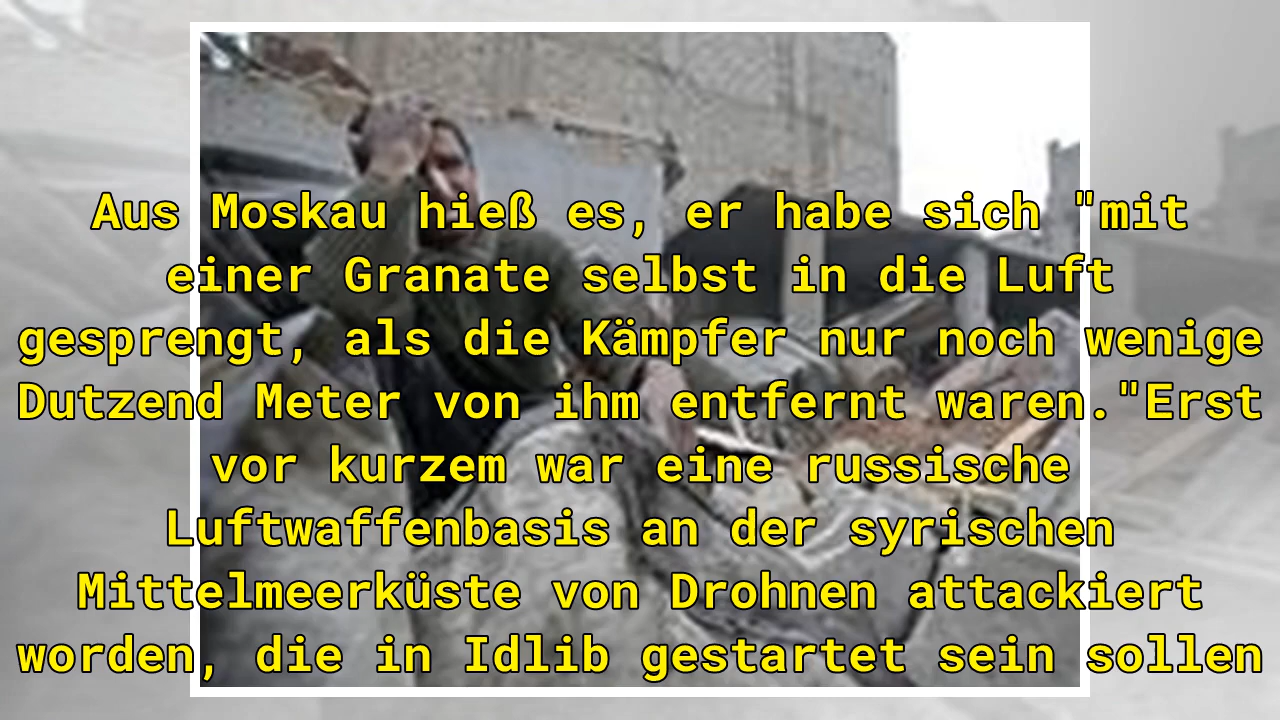 Aus Moskau hieß es, er habe sich "mit
einer Granate selbst in die Luft
gesprengt, als die Kämpfer nur noch wenige
Dutzend Meter von ihm entfernt waren."Erst
vor kurzem war eine russische
Luftwaffenbasis an der syrischen
Mittelmeerküste von Drohnen attackiert
worden, die in Idlib gestartet sein sollen